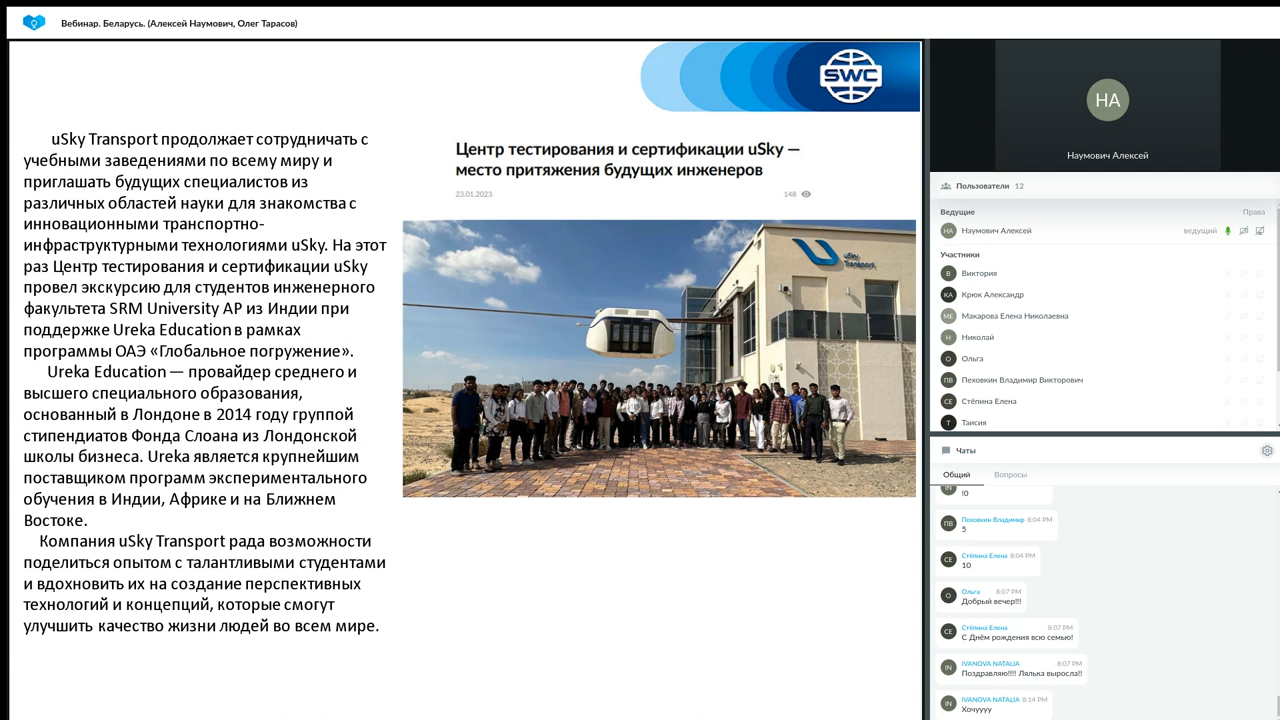 Вебинар. Беларусь. (Алексей Наумович, Олег Тарасов)
SWC
uSky Transport продолжает сотрудничать с
учебными заведениями по всему миру и
приглашать будущих специалистов из
различных областей науки для знакомства с
инновационными транспортно-
инфраструктурными технологиями uSky. На этот
раз Центр тестирования и сертификации uSky
провел экскурсию для студентов инженерного
факультета SRM University AP из Индии при
поддержке Ureka Education в рамках
программы ОАЭ «Глобальное погружение».
Ureka Education — провайдер среднего и
высшего специального образования,
основанный в Лондоне в 2014 году группой
стипендиатов Фонда Слоана из Лондонской
школы бизнеса. Ureka является крупнейшим
поставщиком программ экспериментального
обучения в Индии, Африке и на Ближнем
Востоке.
Компания uSky Transport рада возможности
поделиться опытом с талантливыми студентами
и вдохновить их на создание перспективных
технологий и концепций, которые смогут
улучшить качество жизни людей во всем мире.
Центр тестирования и сертификации uSky —
место притяжения будущих инженеров
23.01.2023 148
uSky
Transport
НА
Наумович Алексей
Пользователи 12
Ведущие Права
НА Наумович Алексей ведущий
Участники
В Виктория
КА Крюк Александр
МЕ Макарова Елена Николаевна
Н Николай
О Ольга
ПВ Пеховкин Владимир Викторович
СЕ Стёпина Елена
Т Таисия
Чаты
Общий Вопросы
IN !0
ПВ Пеховкин Владимир 8:04 PM
5
СЕ Стёпина Елена 8:04 PM
10
О Ольга 8:07 PM
Добрый вечер!!!
СЕ Стёпина Елена 8:07 PM
С Днём рождения всю семью!
IN IVANOVA NATALIA 8:07 PM
Поздравляю!!!! Лялька выросла!!
IN IVANOVA NATALIA 8:14 PM
Хочуууу